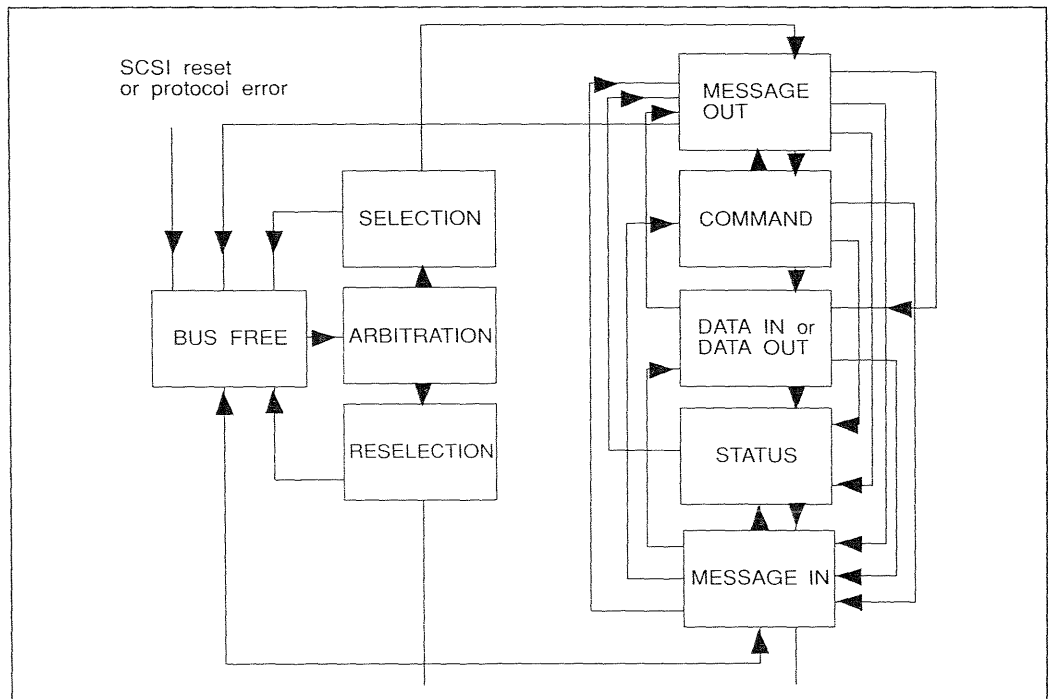 SCSI reset
or protocol error
MESSAGE
OUT
SELECTION
COMMAND
BUS FREE
ARBITRATION
DATA IN or
DATA OUT
RESELECTION
STATUS
MESSAGE IN